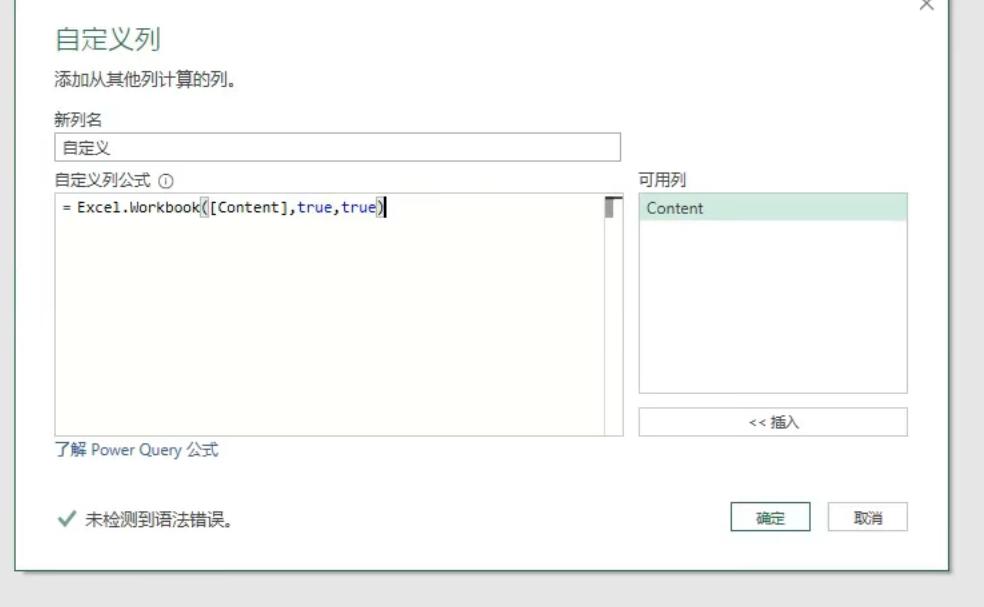 自定义列
添加从其他列计算的列。
新列名
自定义
自定义列公式
可用列
= Excel.Workbook([Content],true,true)
Content
<< 插入
了解 Power Query 公式
未检测到语法错误。
确定
取消